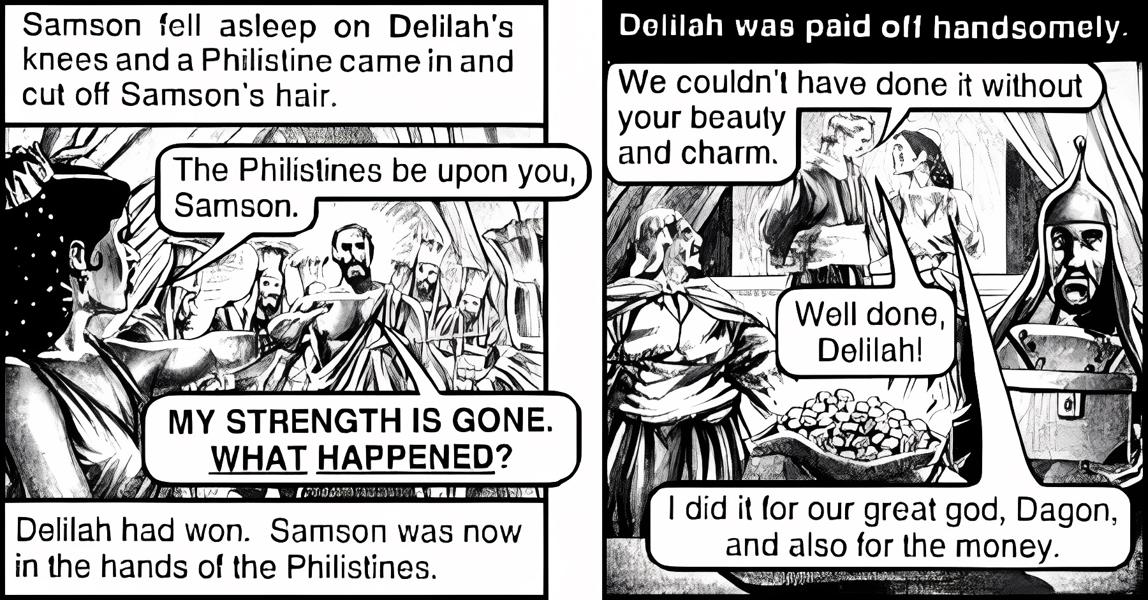 Samson fell asleep on Delilah's
knees and a Philistine came in and
cut off Samson's hair.
The Philistines be upon you,
Samson.
MY STRENGTH IS GONE.
WHAT HAPPENED?
Delilah had won. Samson was now
in the hands of the Philistines.
Delilah was paid off handsomely.
We couldn't have done it without
your beauty
and charm.
Well done,
Delilah!
I did it for our great god, Dagon,
and also for the money.